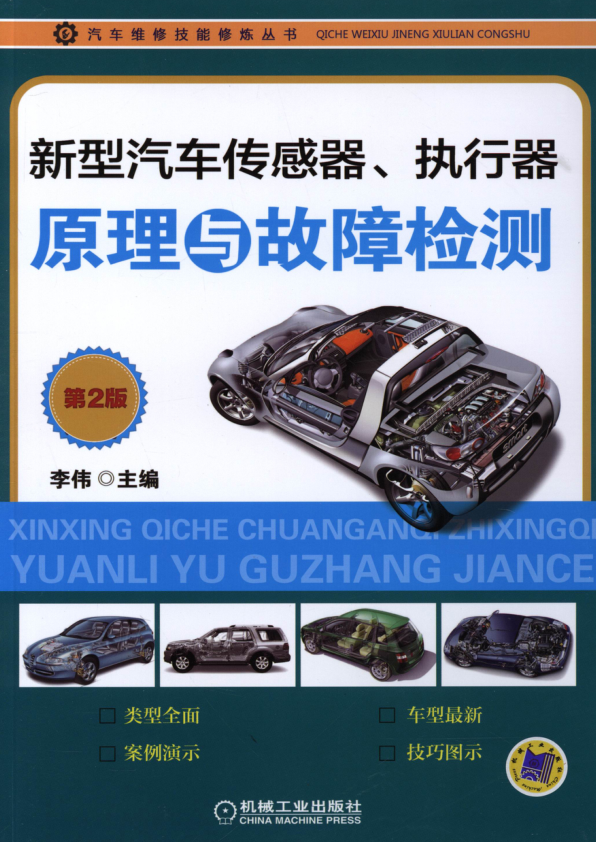 汽车维修技能修炼丛书 QICHE WEIXIU JINENG XIULIAN CONGSHU
新型汽车传感器、执行器
原理与故障检测
第2版
李伟◎主编
XINXING QICHE CHUANGANQI ZHIXINGQI
YUANLI YU GUZHANG JIANCE
□ 类型全面 □ 车型最新
□ 案例演示 □ 技巧图示
机械工业出版社
CHINA MACHINE PRESS